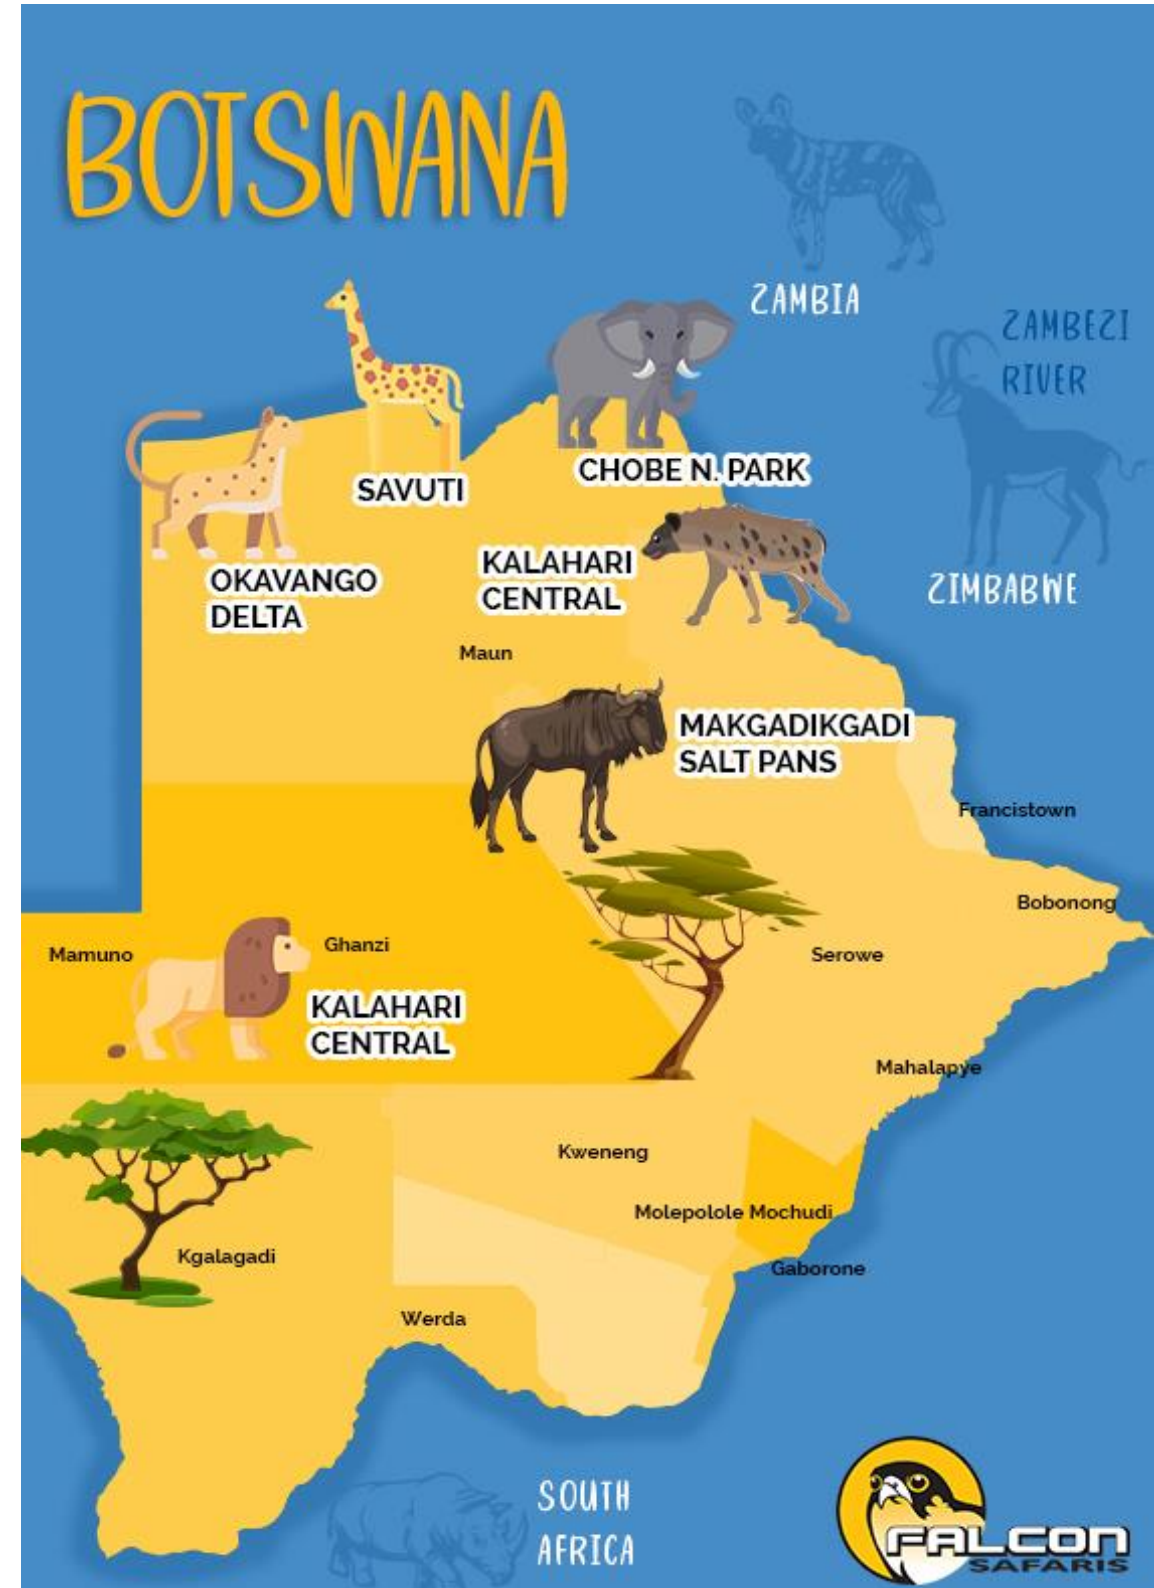 BOTSWANA
ZAMBIA
ZAMBEZI
RIVER
CHOBE N. PARK
SAVUTI
KALAHARI
CENTRAL
OKAVANGO
DELTA
ZIMBABWE
Maun
MAKGADIKGADI
SALT PANS
Francistown
Bobonong
Mamuno
Ghanzi
Serowe
KALAHARI
CENTRAL
Mahalapye
Kweneng
Molepolole Mochudi
Kgalagadi
Gaborone
Werda
SOUTH
AFRICA
FALCON
SAFARIS